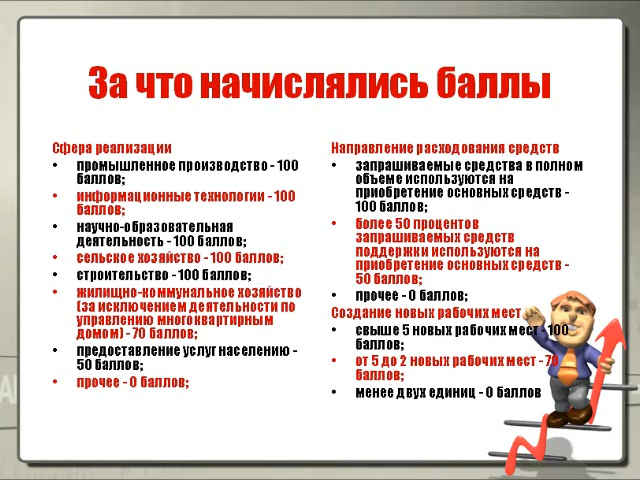 За что начислялись баллы
Сфера реализации
• промышленное производство - 100
баллов;
• информационные технологии - 100
баллов;
• научно-образовательная
деятельность - 100 баллов;
• сельское хозяйство - 100 баллов;
• строительство - 100 баллов;
• жилищно-коммунальное хозяйство
(за исключением деятельности по
управлению многоквартирным
домом) - 70 баллов;
• предоставление услуг населению -
50 баллов;
• прочее - 0 баллов;
Направление расходования средств
• запрашиваемые средства в полном
объеме используются на
приобретение основных средств -
100 баллов;
• более 50 процентов
запрашиваемых средств
поддержки используются на
приобретение основных средств -
50 баллов;
• прочее - 0 баллов;
Создание новых рабочих мест
• свыше 5 новых рабочих мест - 100
баллов;
• от 5 до 2 новых рабочих мест - 70
баллов;
• менее двух единиц - 0 баллов